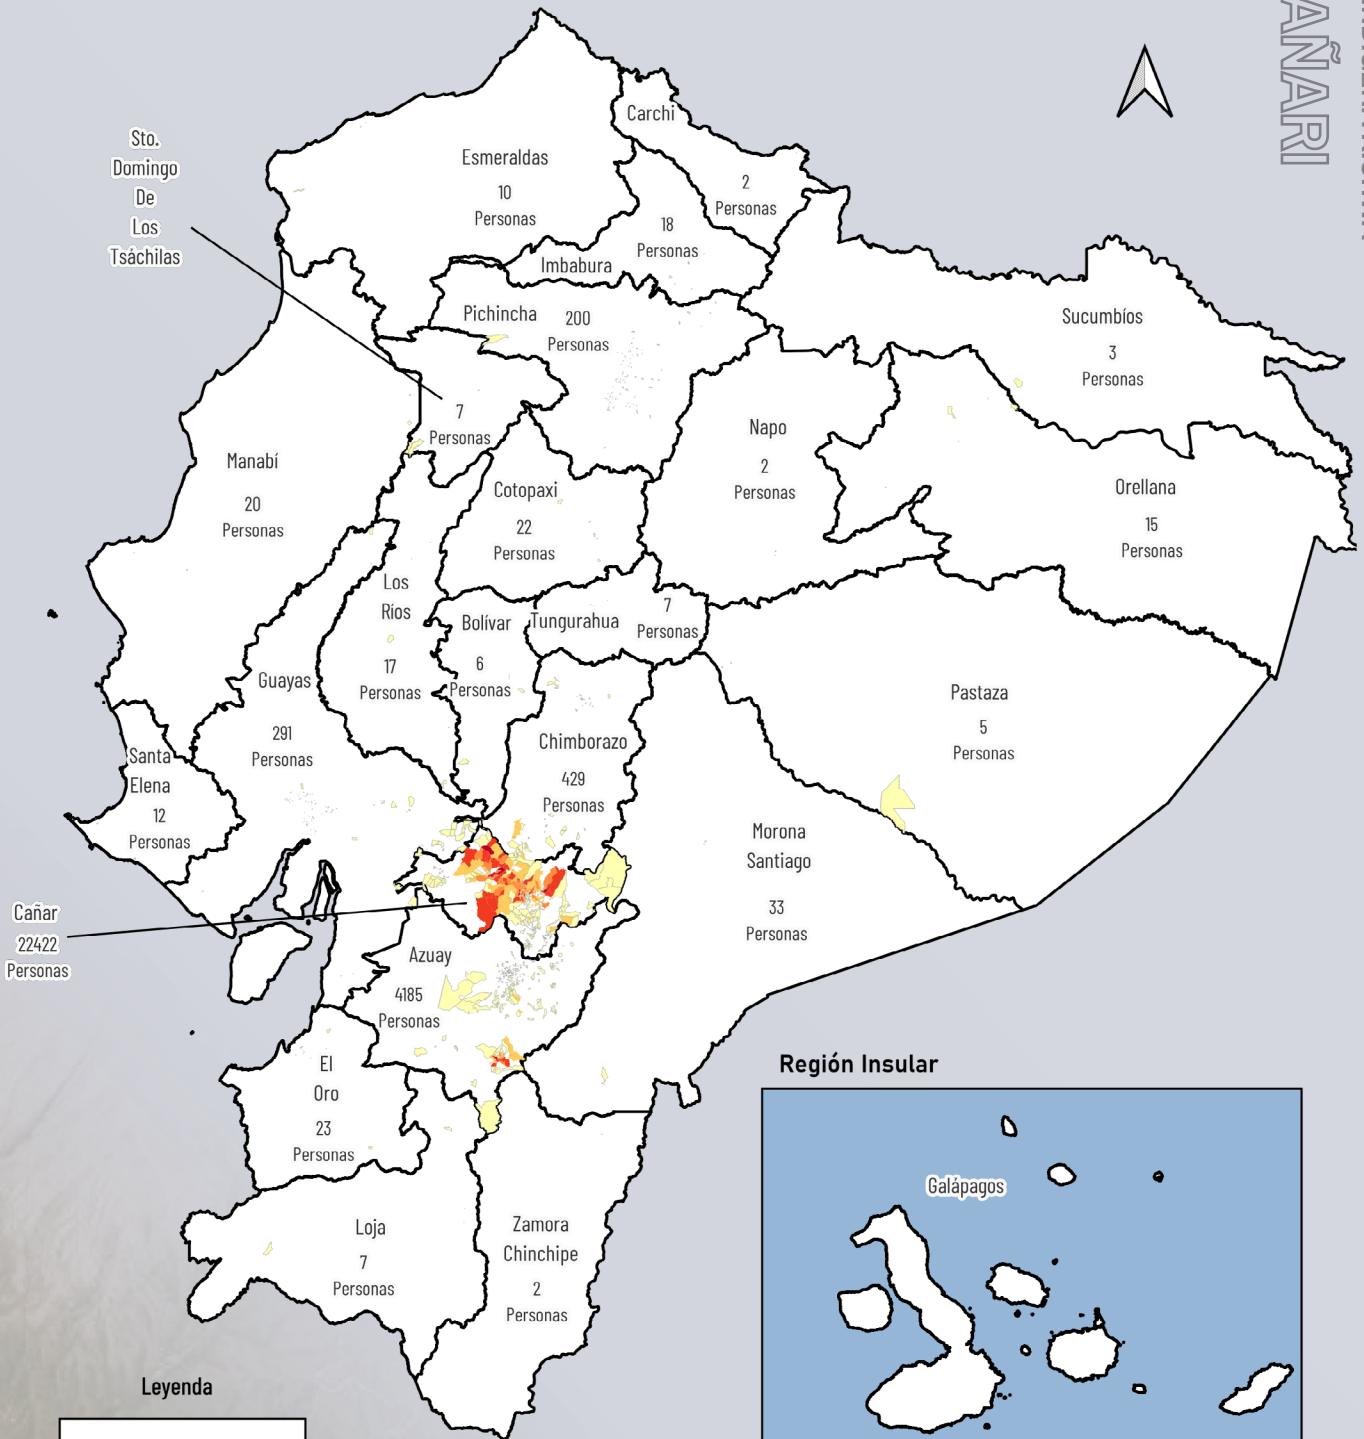 AÑARI
Carchi
2
Personas
Esmeraldas
10
Personas
Sto.
Domingo
De
Los
Tsáchilas
18
Personas
Imbabura
Pichincha
200
Personas
Sucumbíos
3
Personas
7
Personas
Napo
2
Personas
Manabí
20
Personas
Cotopaxi
22
Personas
Orellana
15
Personas
Los
Ríos
17
Personas
Bolívar
6
Personas
Tungurahua
7
Personas
Guayas
291
Personas
Pastaza
5
Personas
Santa
Elena
12
Personas
Chimborazo
429
Personas
Morona
Santiago
33
Personas
Cañar
22422
Personas
Azuay
4185
Personas
El
Oro
23
Personas
Región Insular
Galápagos
Loja
7
Personas
Zamora
Chinchipe
2
Personas
Leyenda